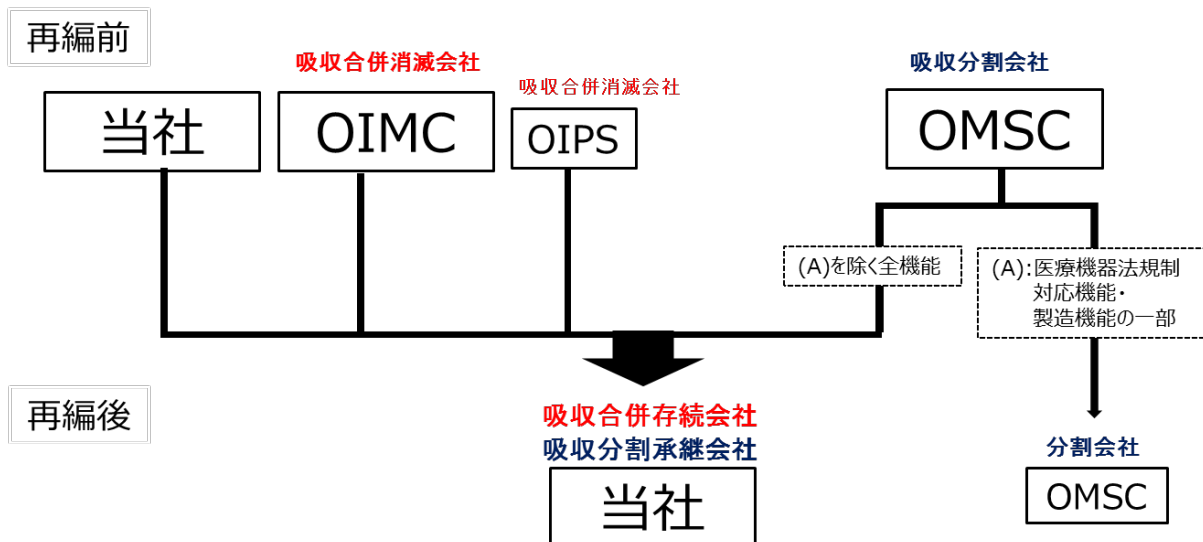 再編前
吸収合併消滅会社
吸収合併消滅会社
吸収分割会社
当社
OIMC
OIPS
OMSC
(A)を除く全機能
(A):医療機器法規制
対応機能・
製造機能の一部
再編後
吸収合併存続会社
吸収分割承継会社
当社
分割会社
OMSC